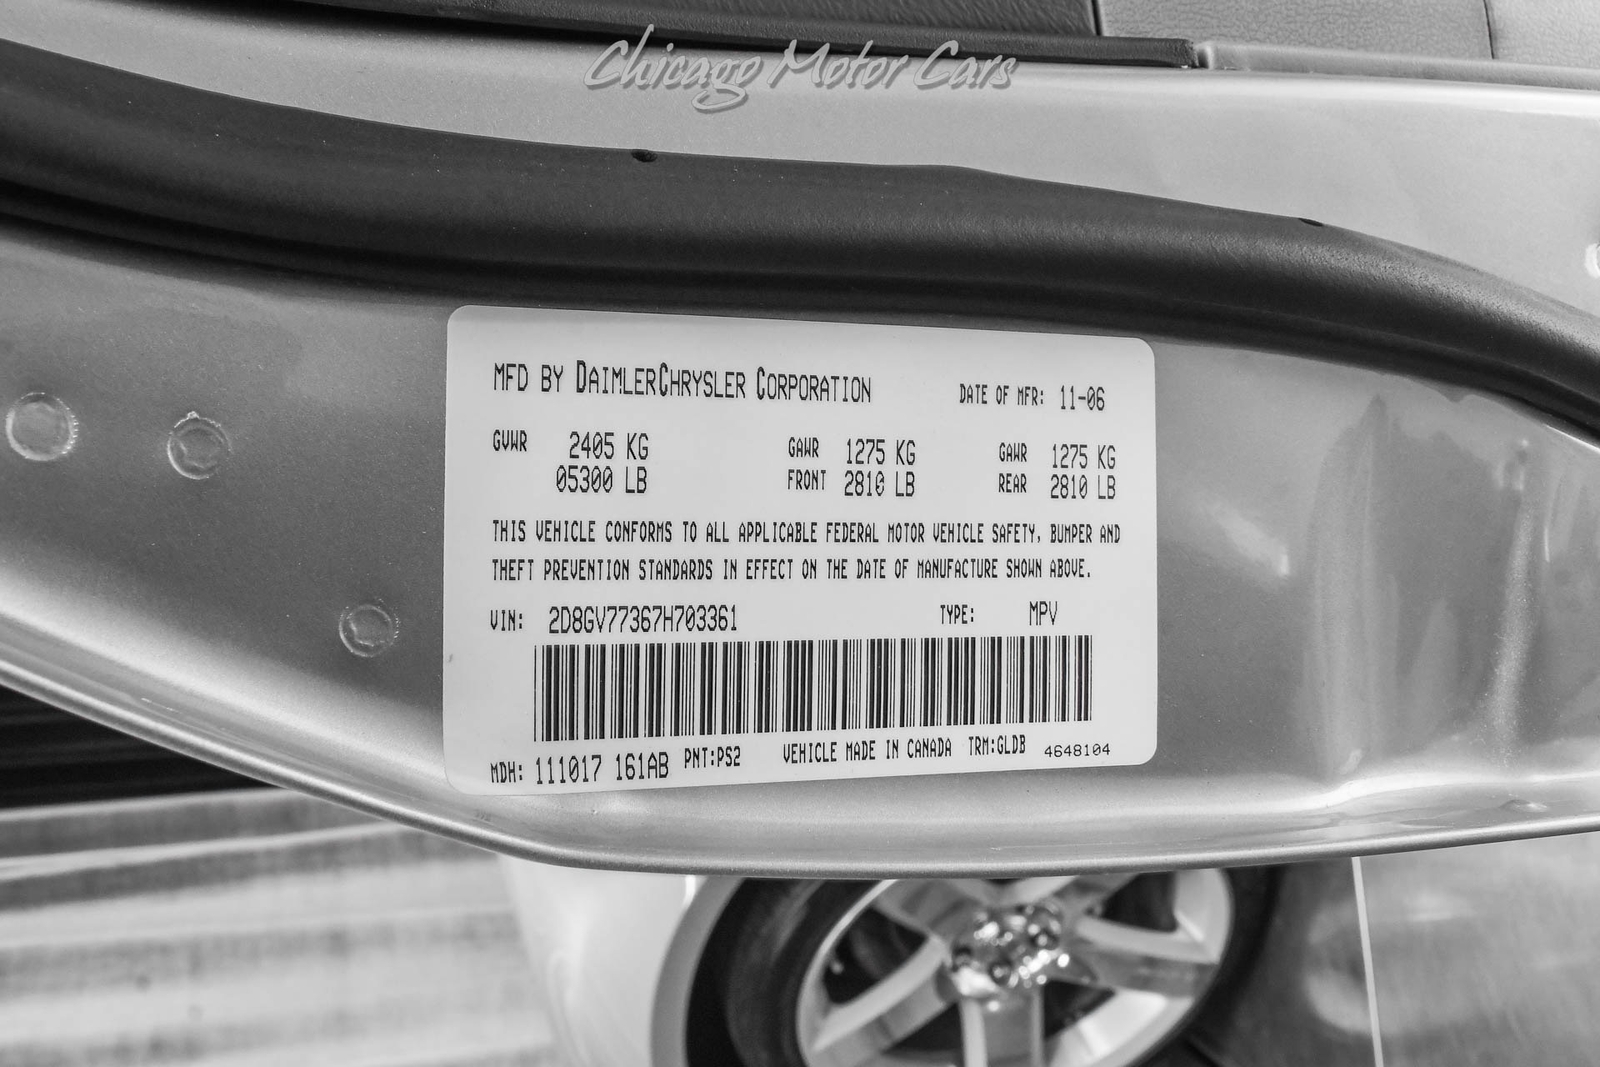 Chicago Motor Cars
MFD BY DAIMLERCHRYSLER CORPORATION DATE OF MFR: 11-06
GVWR 2405 KG GAWR 1275 KG GAWR 1275 KG
05300 LB FRONT 2810 LB REAR 2810 LB
THIS VEHICLE CONFORMS TO ALL APPLICABLE FEDERAL MOTOR VEHICLE SAFETY, BUMPER AND
THEFT PREVENTION STANDARDS IN EFFECT ON THE DATE OF MANUFACTURE SHOWN ABOVE.
VIN: 2D8GV77367H703361 TYPE: MPV
MDH: 111017 161AB PNT:PS2 VEHICLE MADE IN CANADA TRM:GLDB 4648104